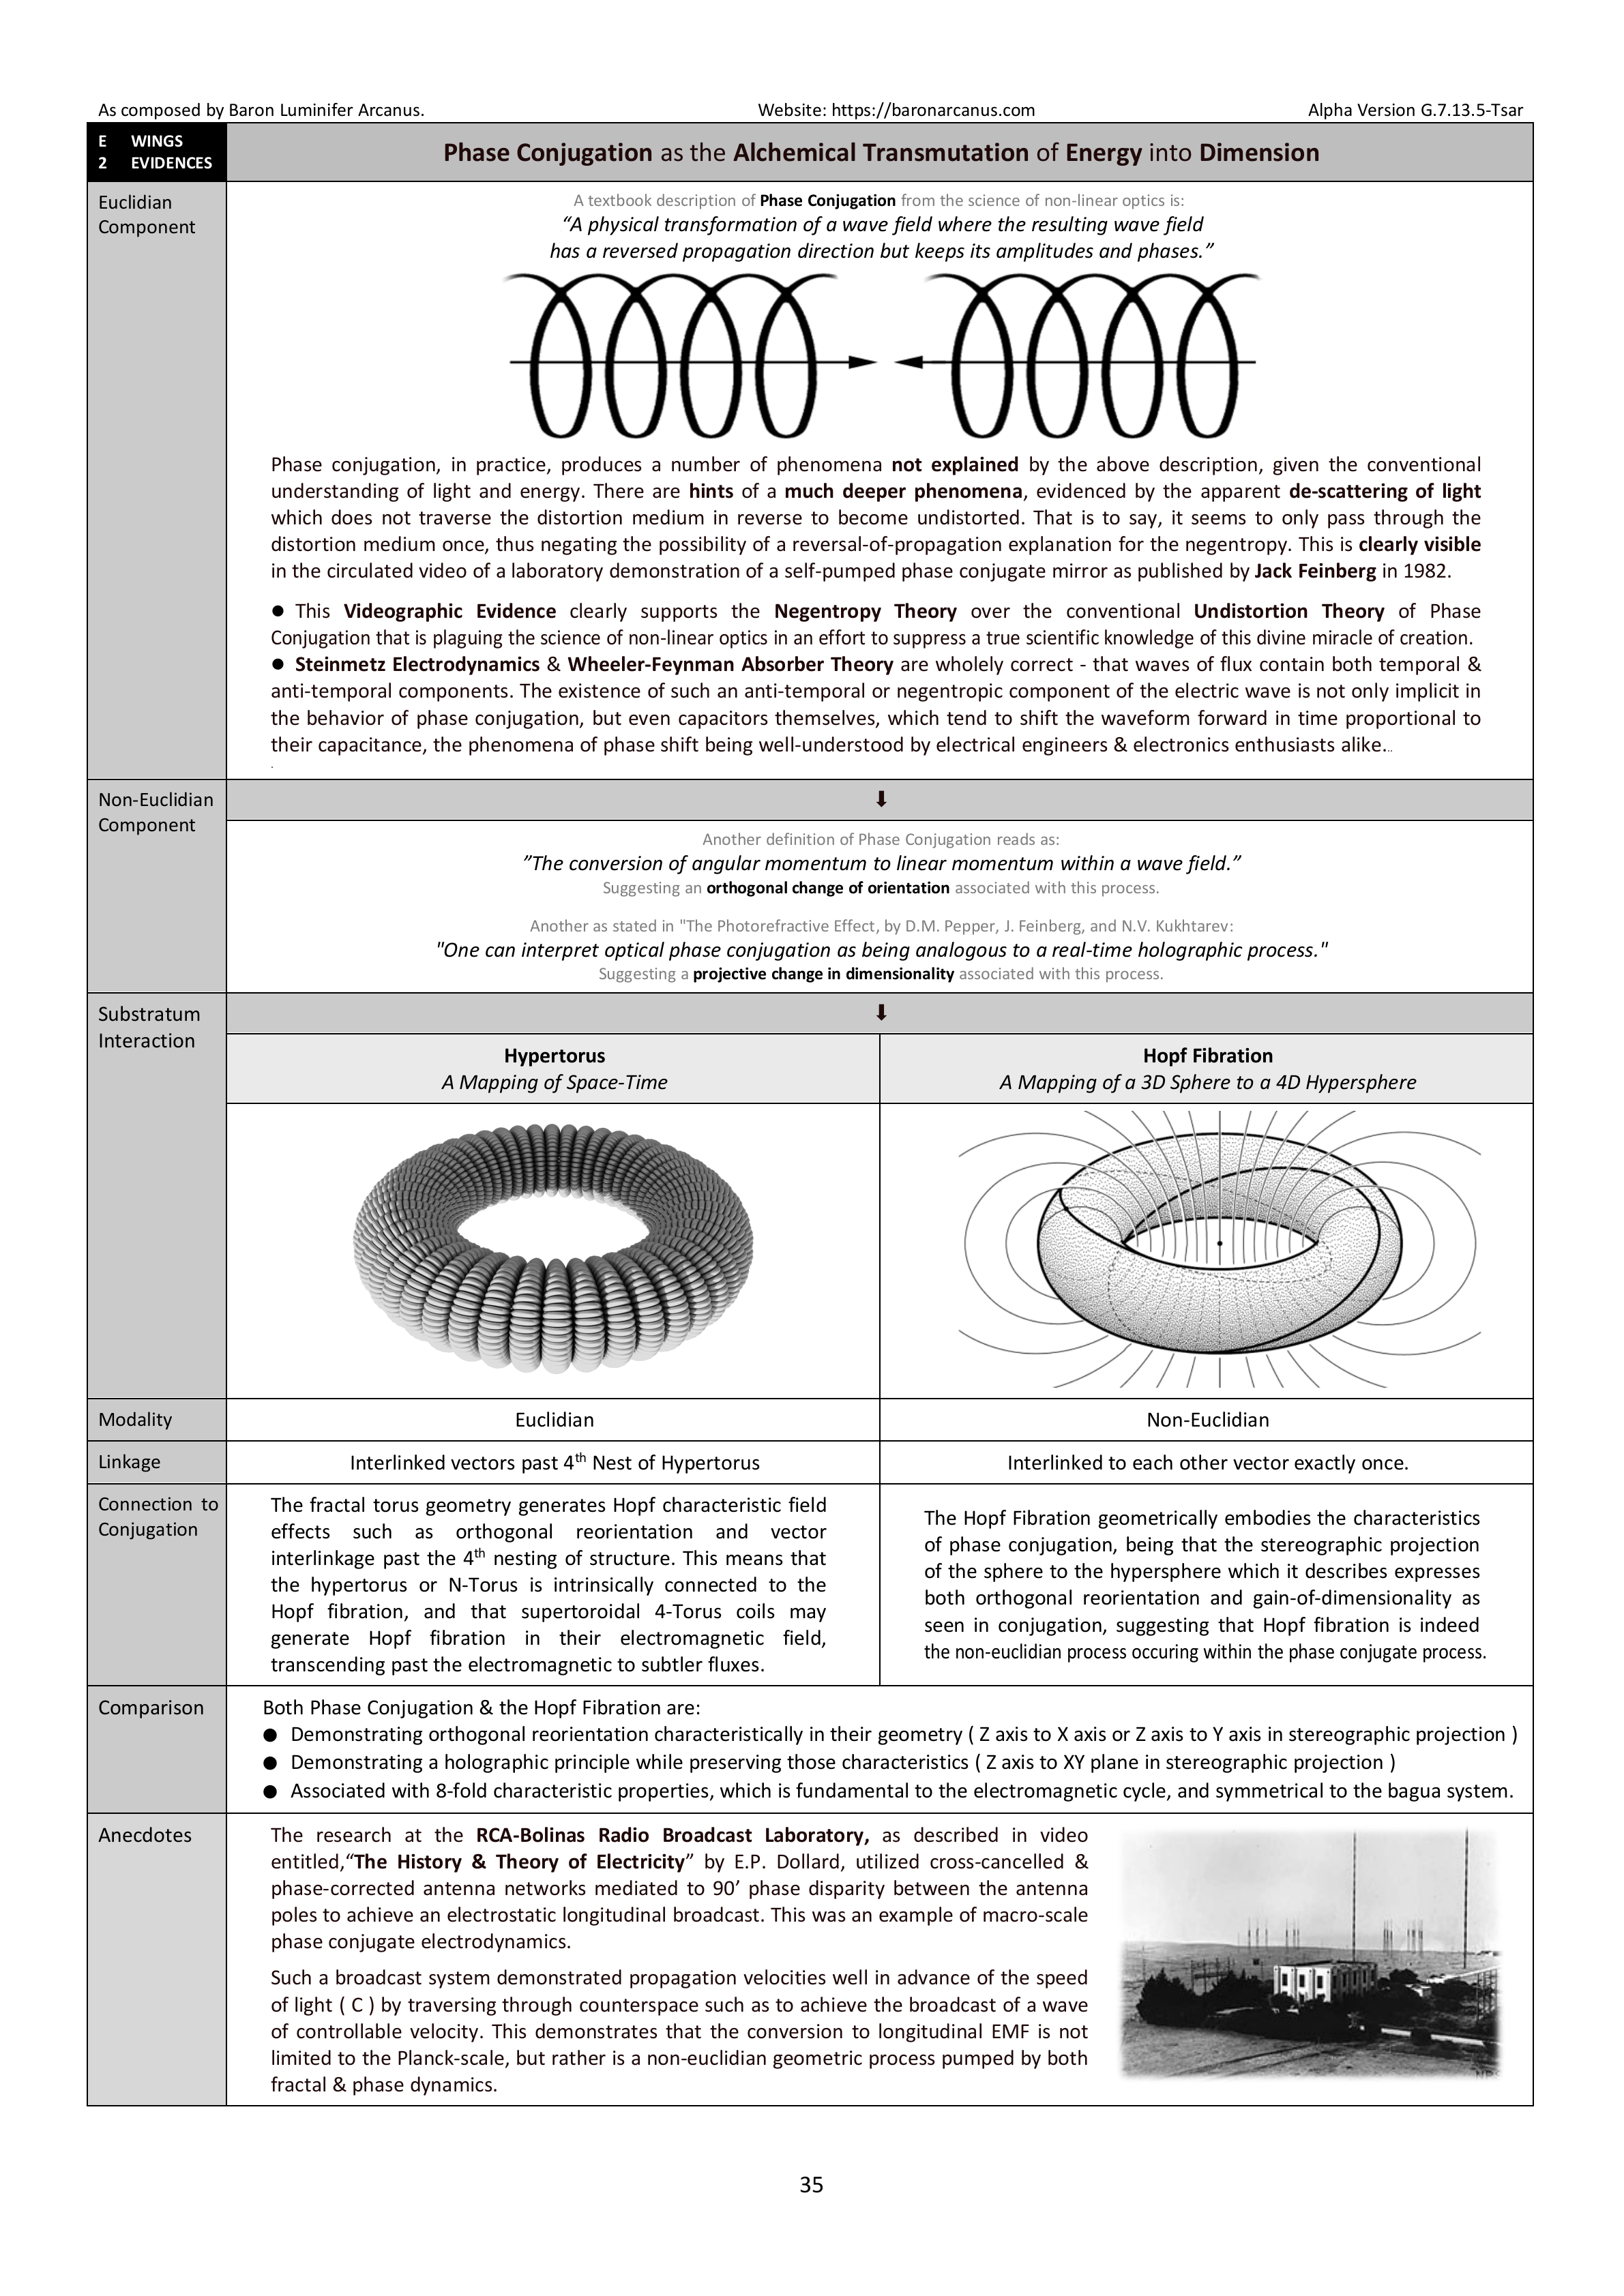 As composed by Baron Luminifer Arcanus.
Website: https://baronarcanus.com
Alpha Version G.7.13.5-Tsar
E WINGS
2 EVIDENCES
Phase Conjugation as the Alchemical Transmutation of Energy into Dimension
Euclidian
Component
A textbook description of Phase Conjugation from the science of non-linear optics is:
“A physical transformation of a wave field where the resulting wave field
has a reversed propagation direction but keeps its amplitudes and phases.”
Phase conjugation, in practice, produces a number of phenomena not explained by the above description, given the conventional
understanding of light and energy. There are hints of a much deeper phenomena, evidenced by the apparent de-scattering of light
which does not traverse the distortion medium in reverse to become undistorted. That is to say, it seems to only pass through the
distortion medium once, thus negating the possibility of a reversal-of-propagation explanation for the negentropy. This is clearly visible
in the circulated video of a laboratory demonstration of a self-pumped phase conjugate mirror as published by Jack Feinberg in 1982.
● This Videographic Evidence clearly supports the Negentropy Theory over the conventional Undistortion Theory of Phase
Conjugation that is plaguing the science of non-linear optics in an effort to suppress a true scientific knowledge of this divine miracle of creation.
● Steinmetz Electrodynamics & Wheeler-Feynman Absorber Theory are wholely correct - that waves of flux contain both temporal &
anti-temporal components. The existence of such an anti-temporal or negentropic component of the electric wave is not only implicit in
the behavior of phase conjugation, but even capacitors themselves, which tend to shift the waveform forward in time proportional to
their capacitance, the phenomena of phase shift being well-understood by electrical engineers & electronics enthusiasts alike...
.
Non-Euclidian
Component
⬇
Another definition of Phase Conjugation reads as:
”The conversion of angular momentum to linear momentum within a wave field.”
Suggesting an orthogonal change of orientation associated with this process.
Another as stated in "The Photorefractive Effect, by D.M. Pepper, J. Feinberg, and N.V. Kukhtarev:
"One can interpret optical phase conjugation as being analogous to a real-time holographic process."
Suggesting a projective change in dimensionality associated with this process.
Substratum
Interaction
⬇
Hypertorus
A Mapping of Space-Time
Hopf Fibration
A Mapping of a 3D Sphere to a 4D Hypersphere
Modality
Euclidian
Non-Euclidian
Linkage
Interlinked vectors past 4th Nest of Hypertorus
Interlinked to each other vector exactly once.
Connection to
Conjugation
The fractal torus geometry generates Hopf characteristic field
effects such as orthogonal reorientation and vector
interlinkage past the 4th nesting of structure. This means that
the hypertorus or N-Torus is intrinsically connected to the
Hopf fibration, and that supertoroidal 4-Torus coils may
generate Hopf fibration in their electromagnetic field,
transcending past the electromagnetic to subtler fluxes.
The Hopf Fibration geometrically embodies the characteristics
of phase conjugation, being that the stereographic projection
of the sphere to the hypersphere which it describes expresses
both orthogonal reorientation and gain-of-dimensionality as
seen in conjugation, suggesting that Hopf fibration is indeed
the non-euclidian process occuring within the phase conjugate process.
Comparison
Both Phase Conjugation & the Hopf Fibration are:
● Demonstrating orthogonal reorientation characteristically in their geometry ( Z axis to X axis or Z axis to Y axis in stereographic projection )
● Demonstrating a holographic principle while preserving those characteristics ( Z axis to XY plane in stereographic projection )
● Associated with 8-fold characteristic properties, which is fundamental to the electromagnetic cycle, and symmetrical to the bagua system.
Anecdotes
The research at the RCA-Bolinas Radio Broadcast Laboratory, as described in video
entitled,“The History & Theory of Electricity” by E.P. Dollard, utilized cross-cancelled &
phase-corrected antenna networks mediated to 90’ phase disparity between the antenna
poles to achieve an electrostatic longitudinal broadcast. This was an example of macro-scale
phase conjugate electrodynamics.
Such a broadcast system demonstrated propagation velocities well in advance of the speed
of light ( C ) by traversing through counterspace such as to achieve the broadcast of a wave
of controllable velocity. This demonstrates that the conversion to longitudinal EMF is not
limited to the Planck-scale, but rather is a non-euclidian geometric process pumped by both
fractal & phase dynamics.
35